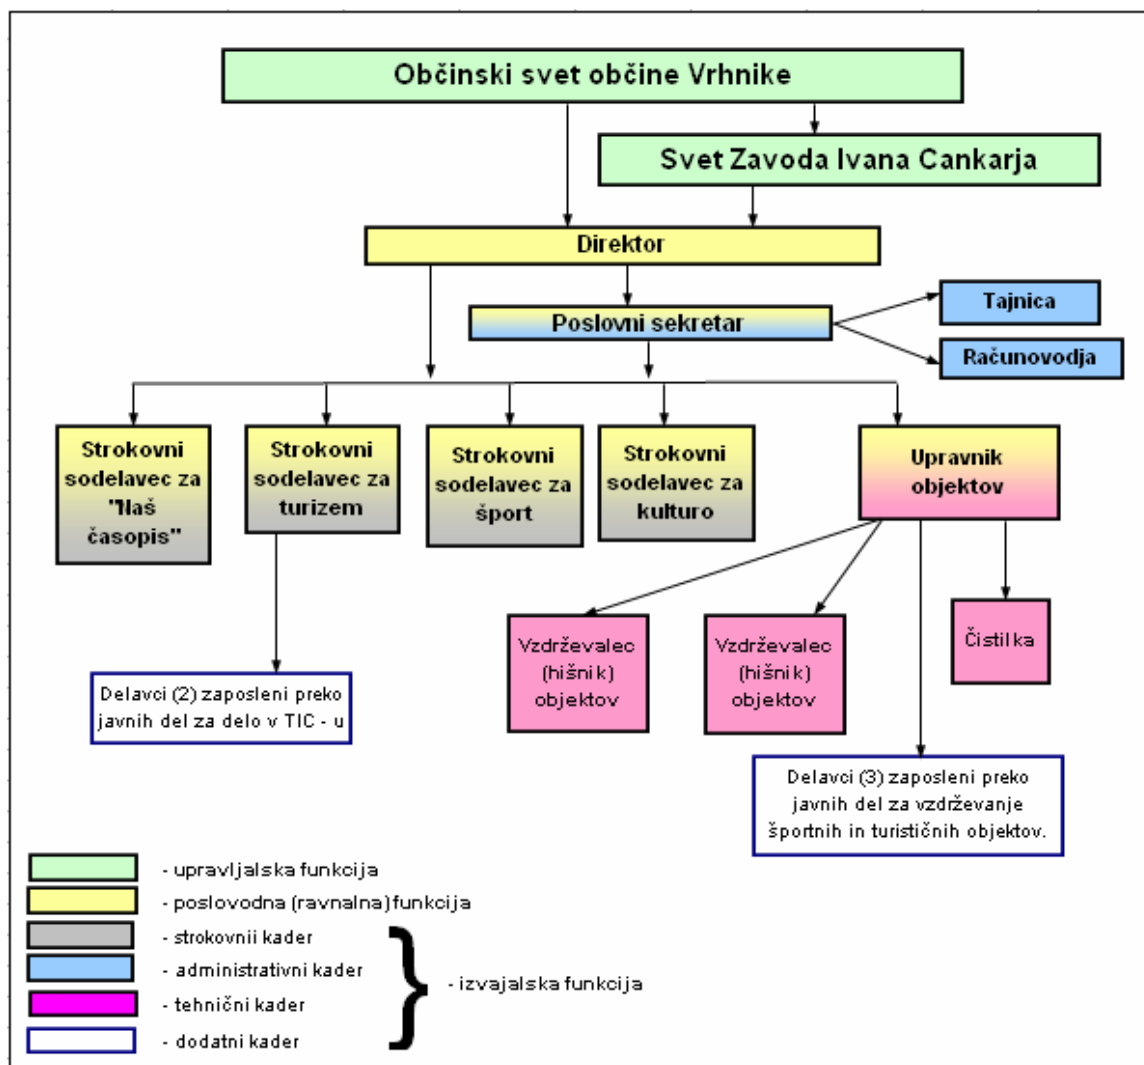 Občinski svet občine Vrhnike
Svet Zavoda Ivana Cankarja
Direktor
Poslovni sekretar
Tajnica
Računovodja
Strokovni
sodelavec za
"Naš
časopis"
Strokovni
sodelavec za
turizem
Strokovni
sodelavec za
šport
Strokovni
sodelavec za
kulturo
Upravnik
objektov
Vzdrževalec
(hišnik)
objektov
Vzdrževalec
(hišnik)
objektov
Čistilka
Delavci (2) zaposleni preko
javnih del za delo v TIC - u
Delavci (3) zaposleni preko
javnih del za vzdrževanje
športnih in turističnih objektov.
- upravljalska funkcija
- poslovodna (ravnalna) funkcija
- strokovnii kader
- administrativni kader
- tehnični kader
- dodatni kader
- izvajalska funkcija